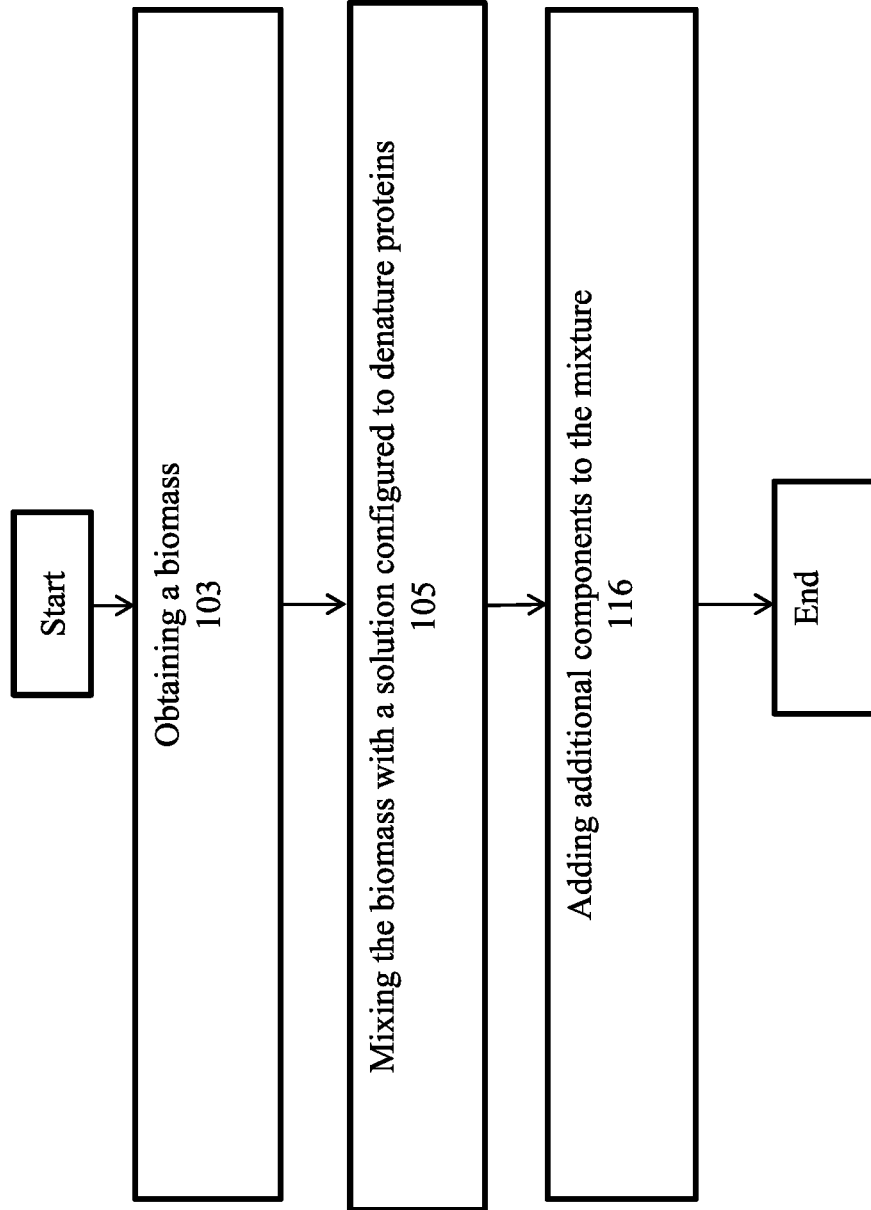 Start
Obtaining a biomass
103
Mixing the biomass with a solution configured to denature proteins
105
Adding additional components to the mixture
116
End